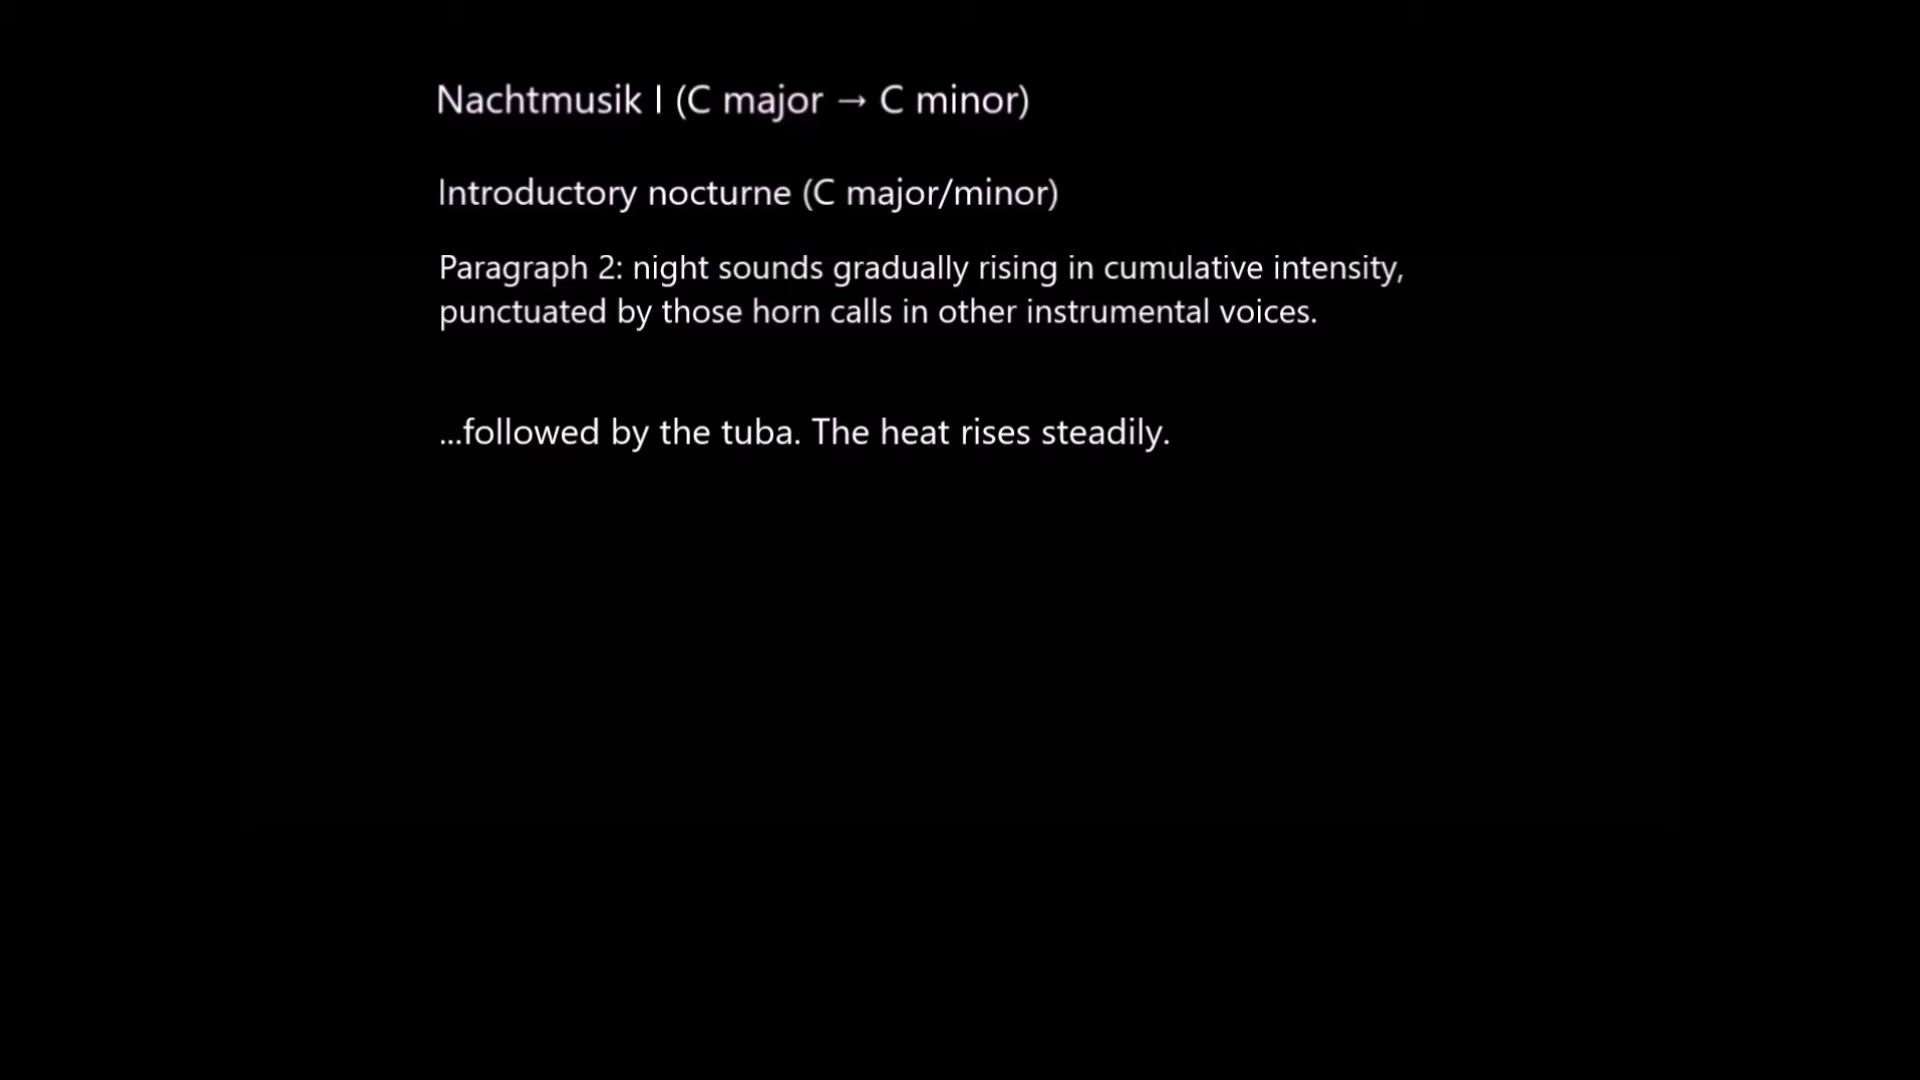 Nachtmusik I (C major → C minor)
Introductory nocturne (C major/minor)
Paragraph 2: night sounds gradually rising in cumulative intensity,
punctuated by those horn calls in other instrumental voices.
...followed by the tuba. The heat rises steadily.